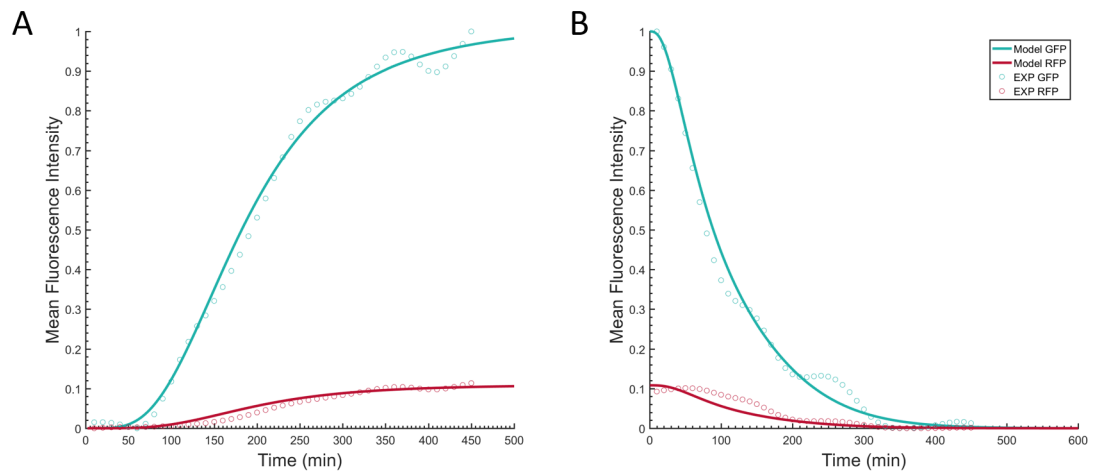 A
Mean Fluorescence Intensity
1
0.9
0.8
0.7
0.6
0.5
0.4
0.3
0.2
0.1
0
0 50 100 150 200 250 300 350 400 450 500
Time (min)
B
Mean Fluorescence Intensity
1
0.9
0.8
0.7
0.6
0.5
0.4
0.3
0.2
0.1
0
0 100 200 300 400 500 600
Time (min)
Model GFP
Model RFP
EXP GFP
EXP RFP